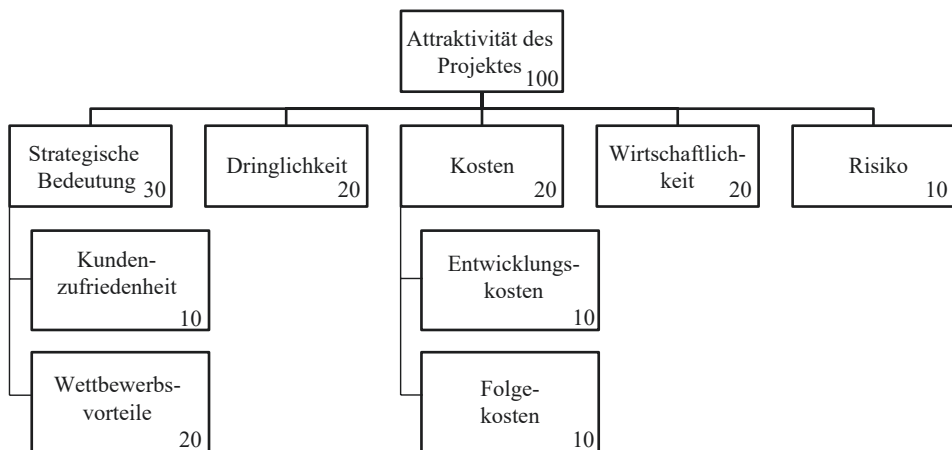 Attraktivität des
Projektes
100
Strategische
Bedeutung
30
Dringlichkeit
20
Kosten
20
Wirtschaftlich-
keit
20
Risiko
10
Kunden-
zufriedenheit
10
Entwicklungs-
kosten
10
Wettbewerbs-
vorteile
20
Folge-
kosten
10